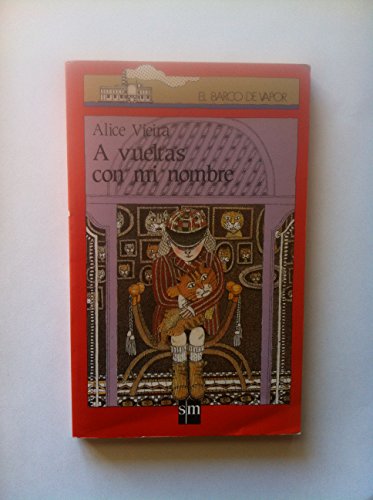 EL BARCO DE VAPOR
Alice Vieira
A vueltas
con mi nombre
sm